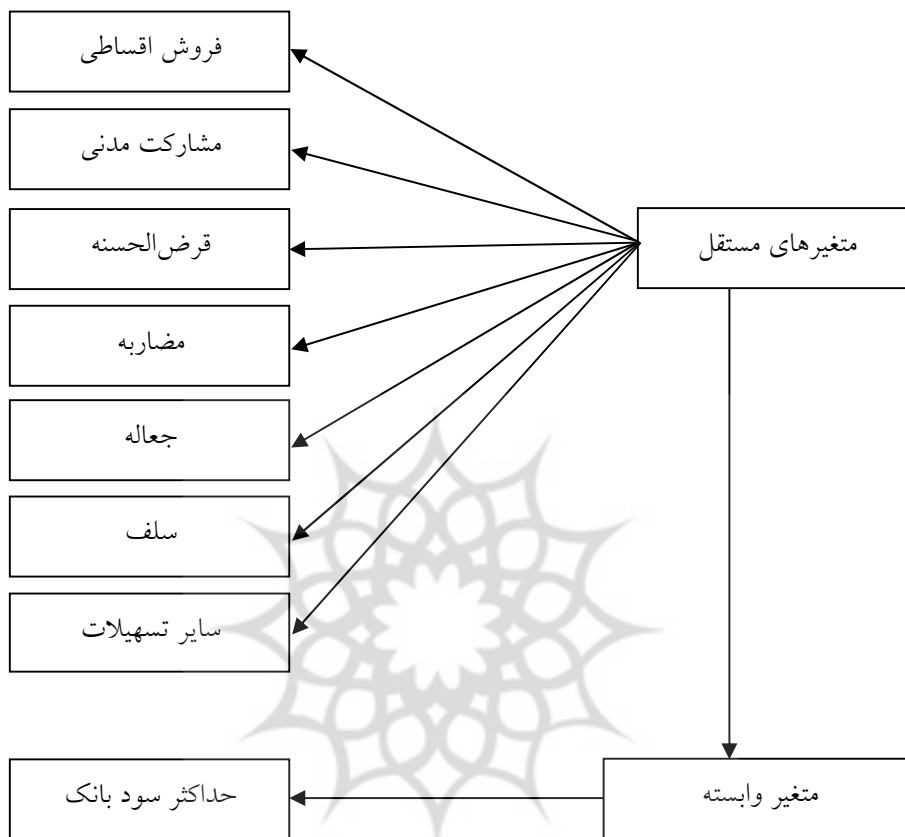 فروش اقساطی
مشارکت مدنی
قرض‌الحسنه
متغیرهای مستقل
مضاربه
جعاله
سلف
سایر تسهیلات
متغیر وابسته
حداکثر سود بانک